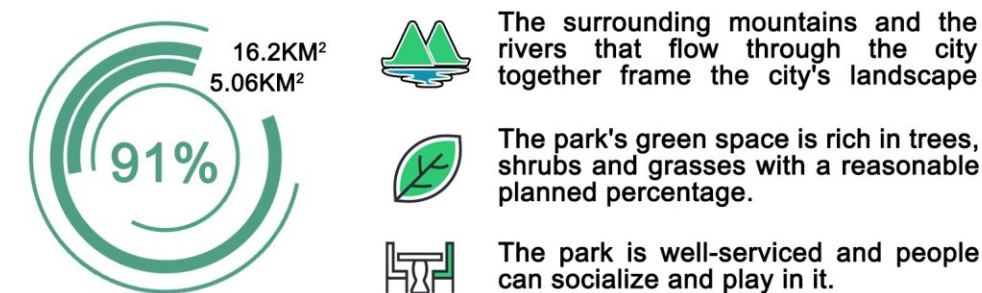 16.2KM²
5.06KM²
91%
The surrounding mountains and the
rivers that flow through the city
together frame the city's landscape
The park's green space is rich in trees,
shrubs and grasses with a reasonable
planned percentage.
The park is well-serviced and people
can socialize and play in it.